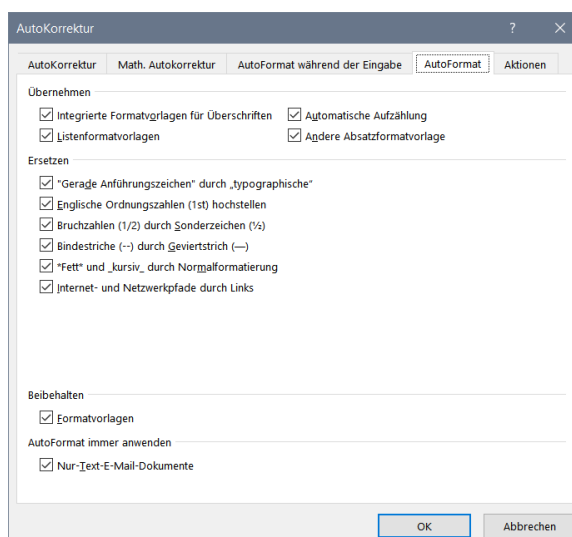 AutoKorrektur ?
AutoKorrektur Math. Autokorrektur AutoFormat während der Eingabe AutoFormat Aktionen
Übernehmen
Integrierte Formatvorlagen für Überschriften Automatische Aufzählung
Listenformatvorlagen Andere Absatzformatvorlage
Ersetzen
"Gerade Anführungszeichen" durch „typographische“
Englische Ordnungszahlen (1st) hochstellen
Bruchzahlen (1/2) durch Sonderzeichen (½)
Bindestriche (--) durch Geviertstrich (—)
*Fett* und _kursiv_ durch Normalformatierung
Internet- und Netzwerkpfade durch Links
Beibehalten
Formatvorlagen
AutoFormat immer anwenden
Nur-Text-E-Mail-Dokumente
OK Abbrechen